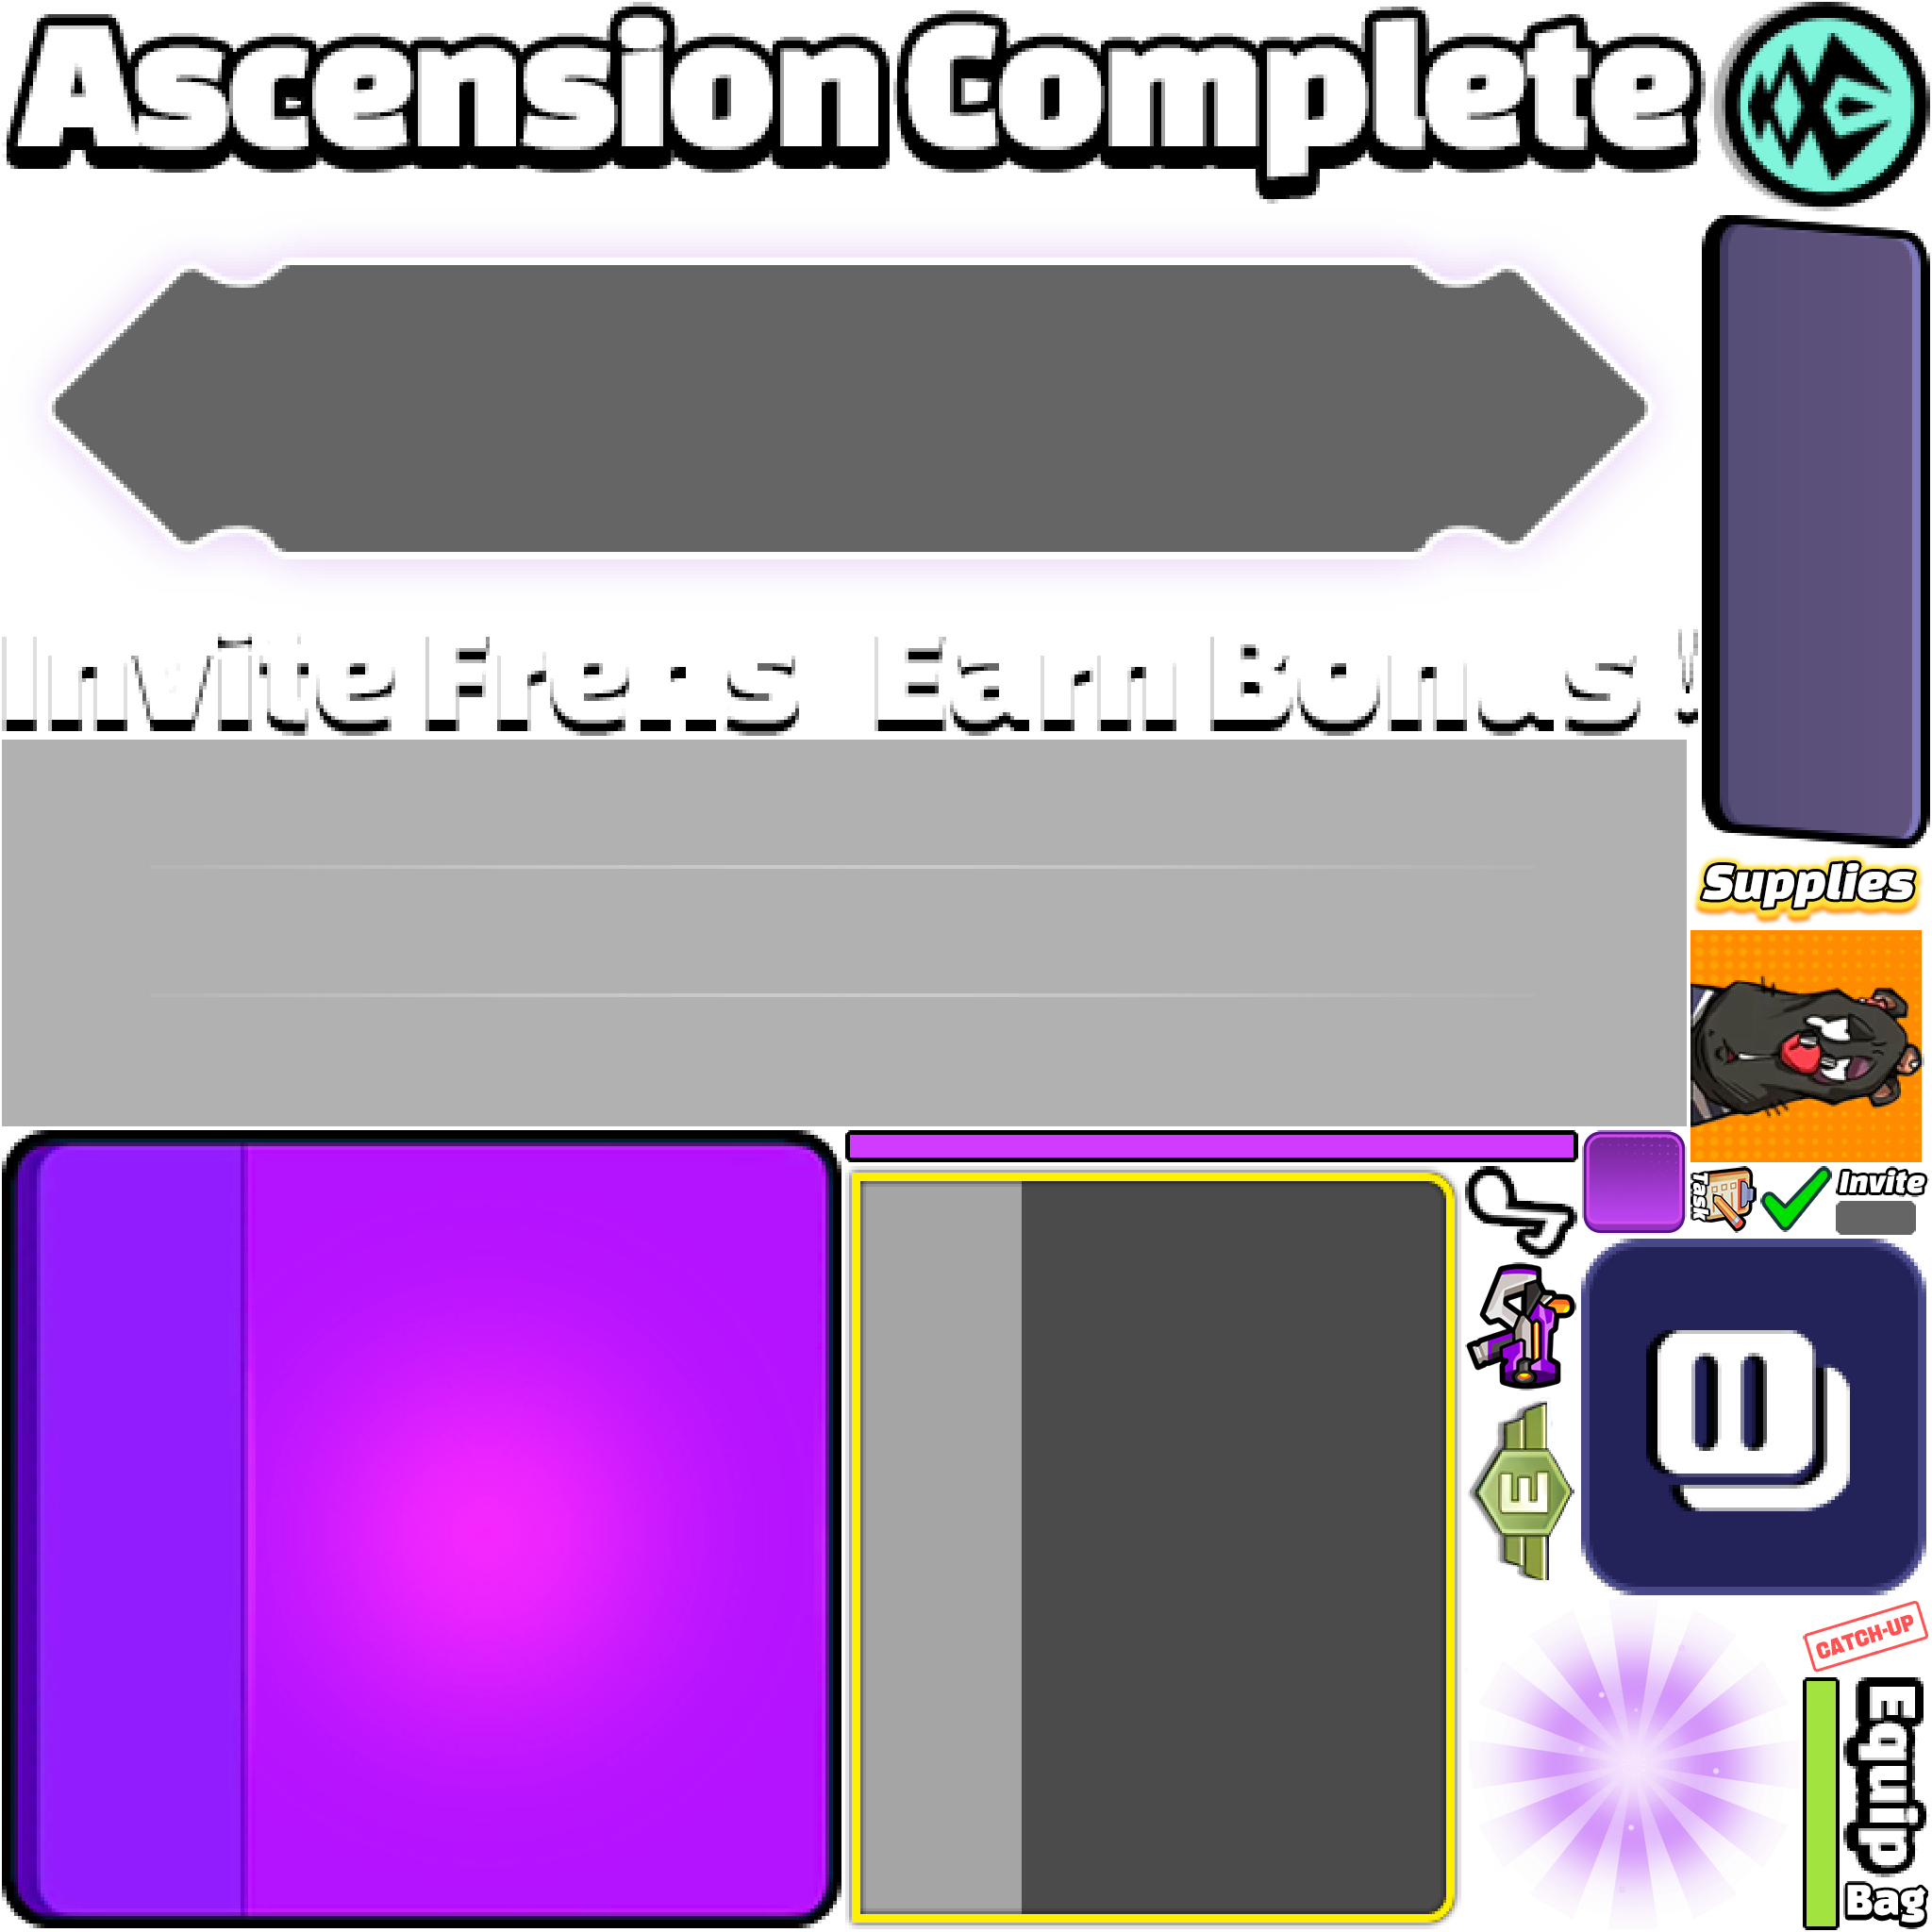 Ascension Complete
Invite Frens Earn Bonus
Supplies
Task
Invite
E
CATCH-UP
Equip
Bag